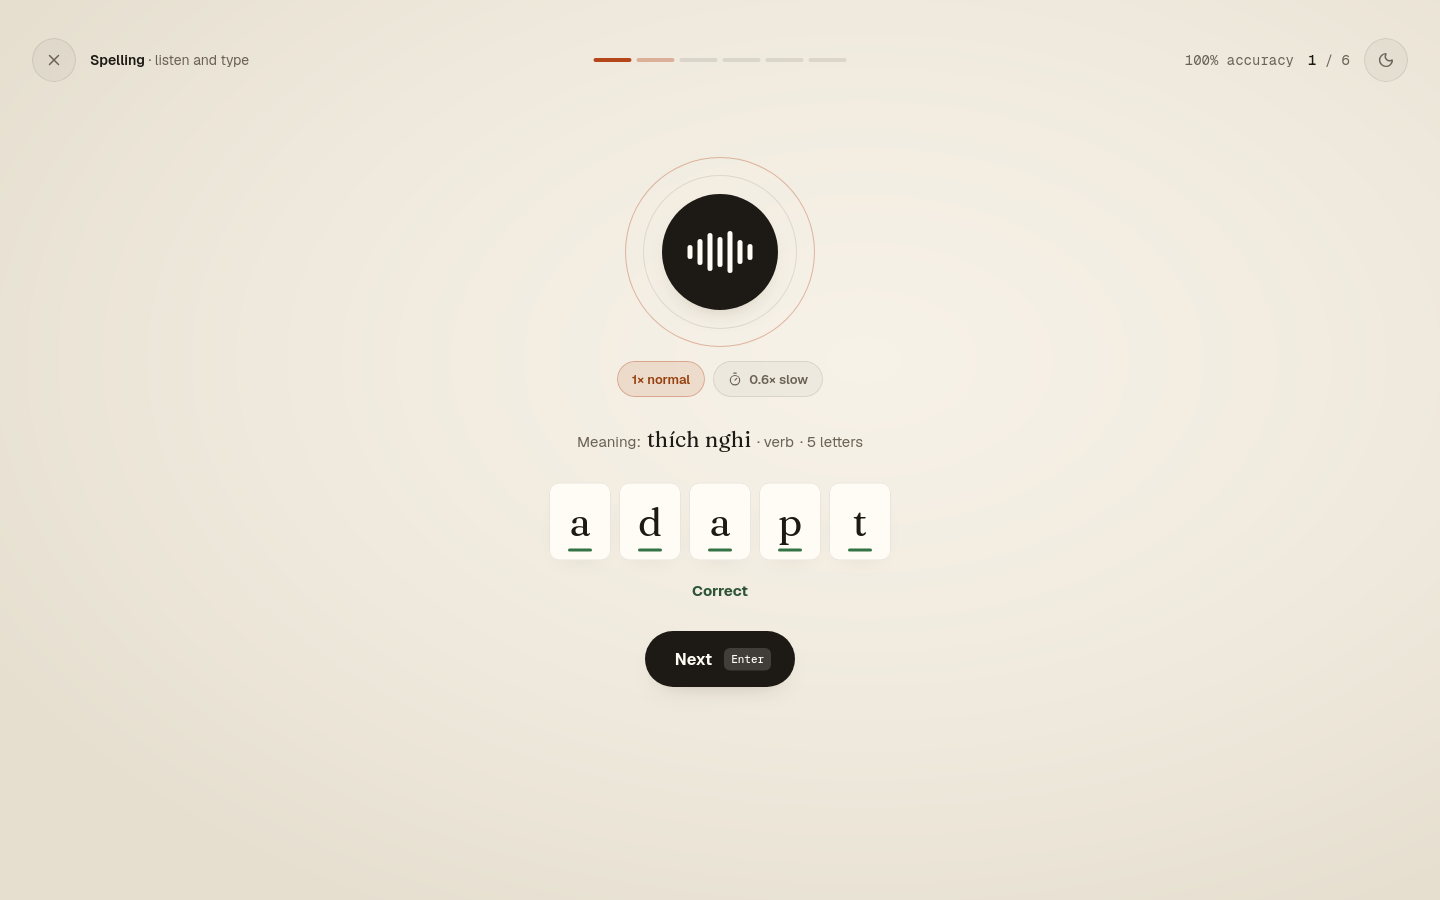 Spelling · listen and type
100% accuracy 1 / 6
1× normal
0.6× slow
Meaning: thích nghi · verb · 5 letters
a d a p t
Correct
Next Enter